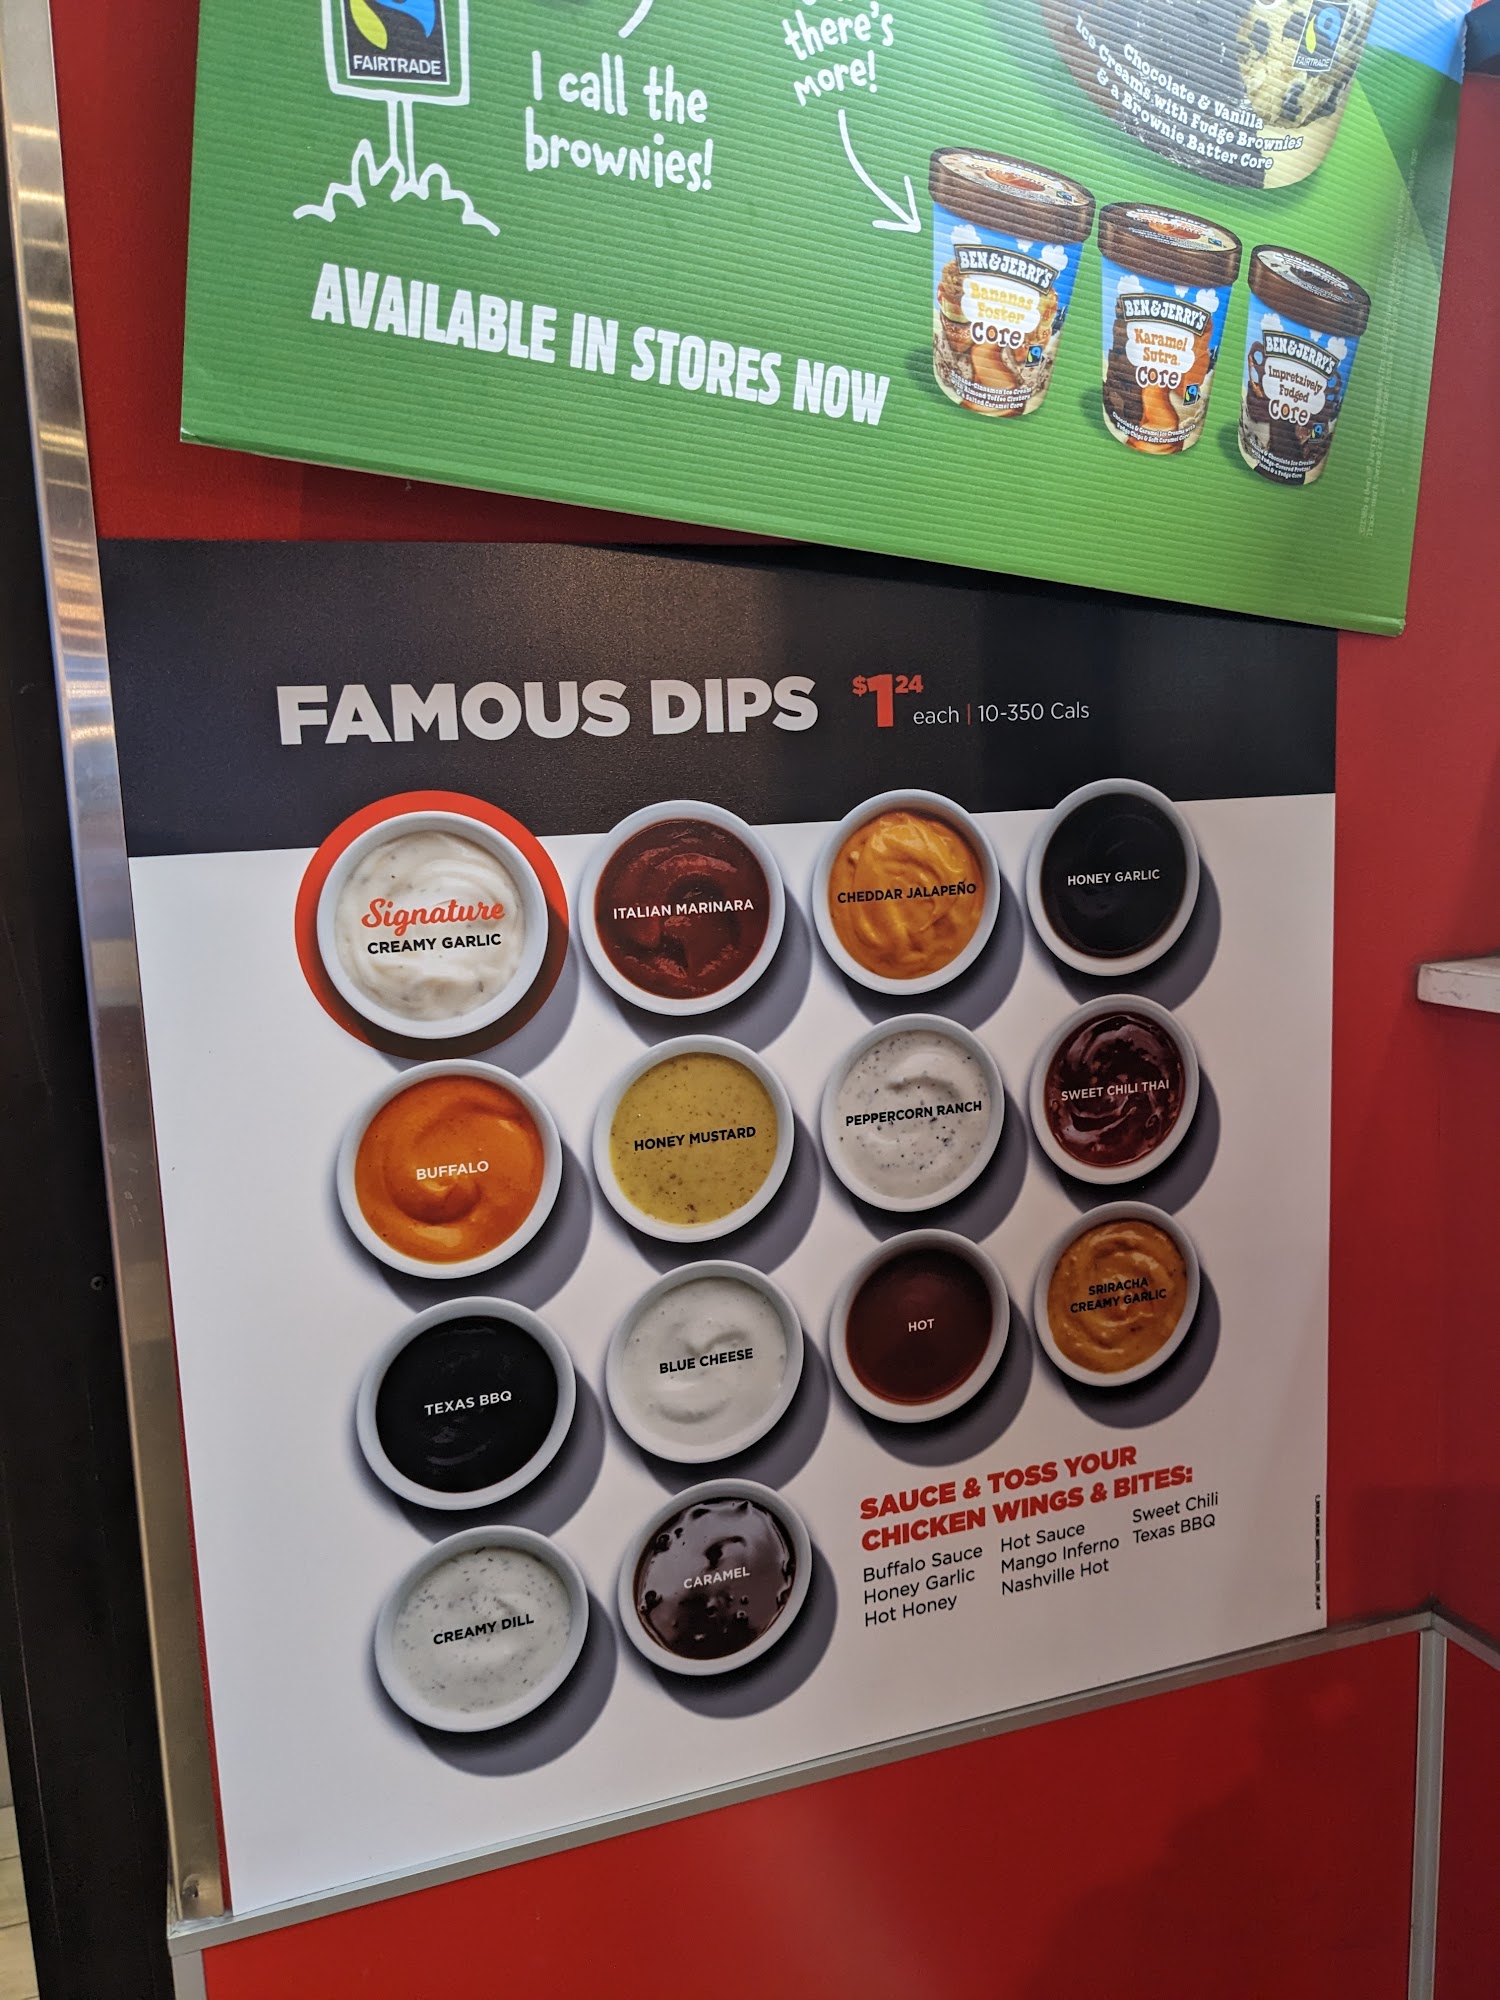 FAIRTRADE
I call the
brownies!
there's
more!
Chocolate & Vanilla
Ice Creams with Fudge Brownies
& a Brownie Batter Core
FAIRTRADE
AVAILABLE IN STORES NOW
BEN & JERRY'S
Bananas
Foster
Core
BEN & JERRY'S
Karamel
Sutra
Core
BEN & JERRY'S
Impretzively
Fudged
Core
FAMOUS DIPS $1 24 each | 10-350 Cals
Signature
CREAMY GARLIC
ITALIAN MARINARA
CHEDDAR JALAPEÑO
HONEY GARLIC
BUFFALO
HONEY MUSTARD
PEPPERCORN RANCH
SWEET CHILI THAI
TEXAS BBQ
BLUE CHEESE
HOT
SRIRACHA
CREAMY GARLIC
CREAMY DILL
CARAMEL
SAUCE & TOSS YOUR
CHICKEN WINGS & BITES:
Buffalo Sauce
Honey Garlic
Hot Honey
Hot Sauce
Mango Inferno
Nashville Hot
Sweet Chili
Texas BBQ